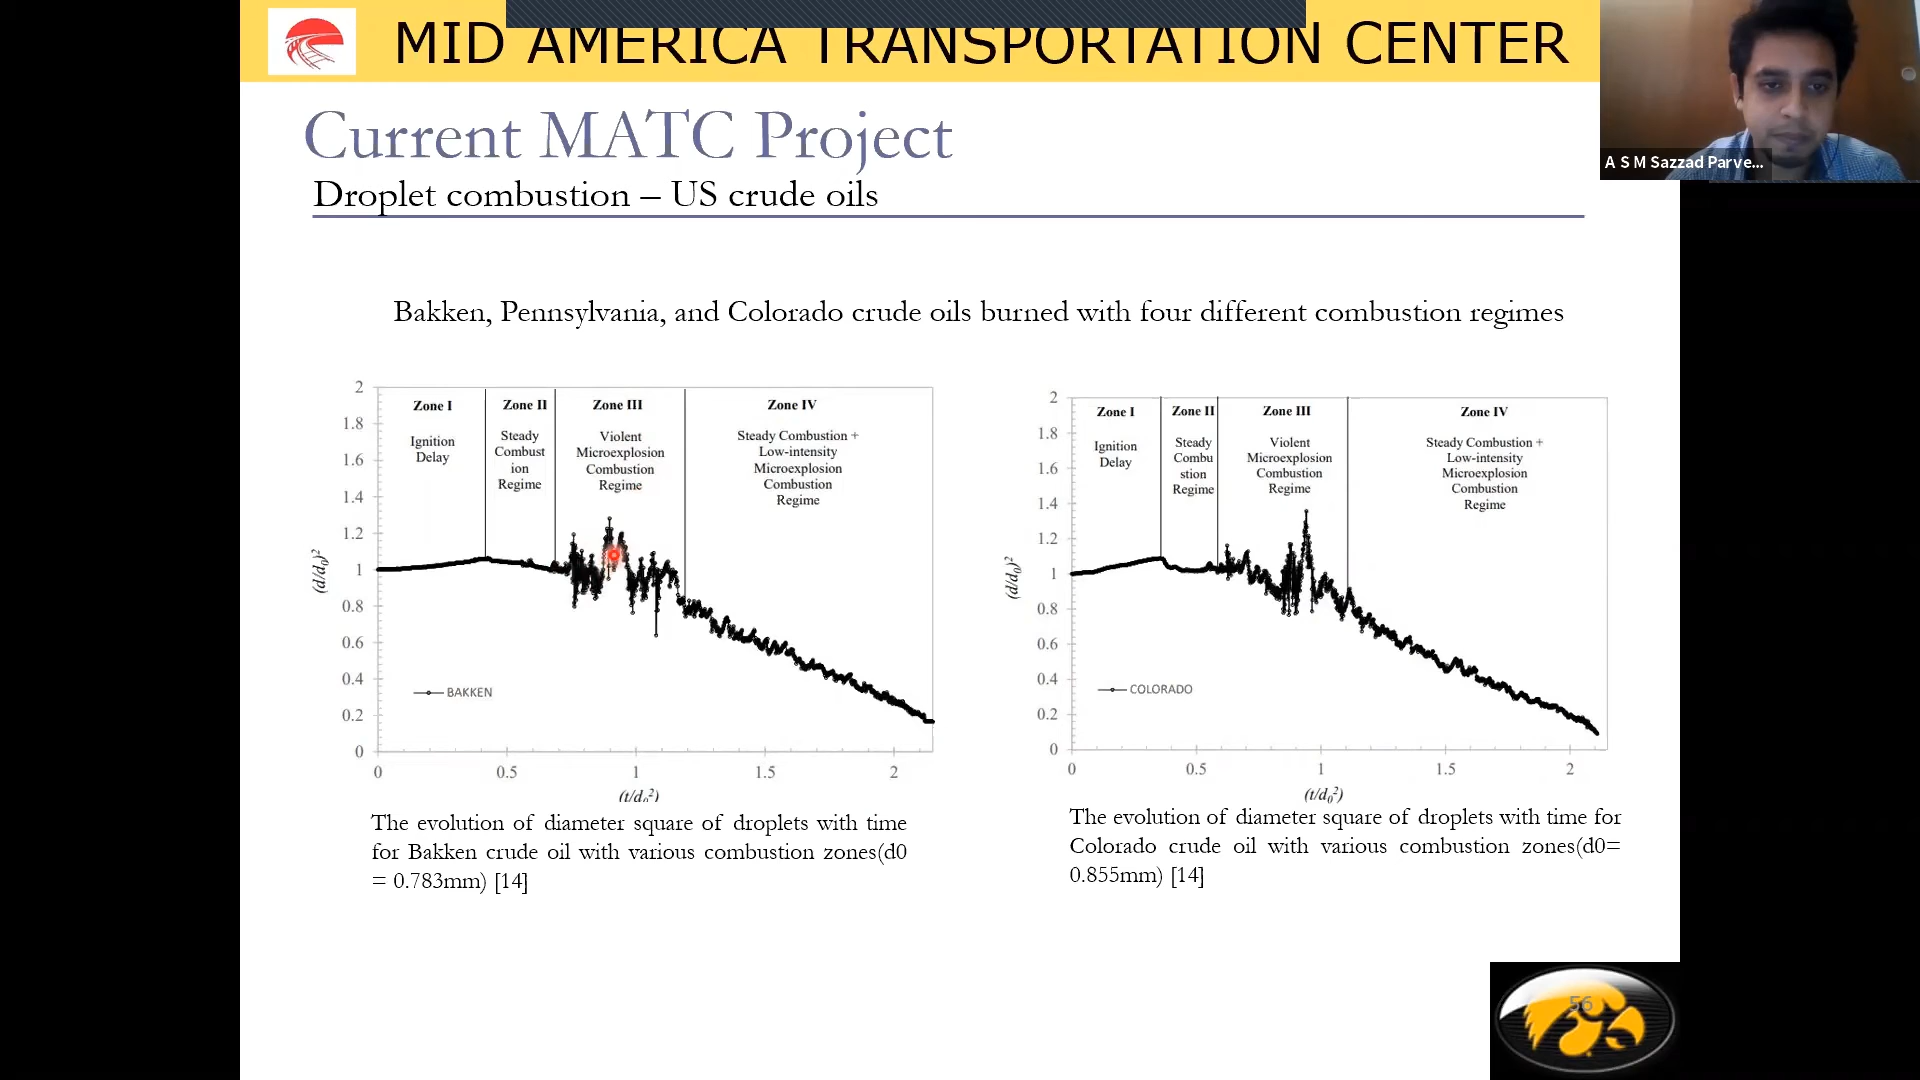 MID AMERICA TRANSPORTATION CENTER
A S M Sazzad Parve...
Current MATC Project
Droplet combustion – US crude oils
Bakken, Pennsylvania, and Colorado crude oils burned with four different combustion regimes
2
1.8
1.6
1.4
1.2
1
0.8
0.6
0.4
0.2
0
(d/d0)2
Zone I
Ignition
Delay
Zone II
Steady
Combust
ion
Regime
Zone III
Violent
Microexplosion
Combustion
Regime
Zone IV
Steady Combustion +
Low-intensity
Microexplosion
Combustion
Regime
BAKKEN
0 0.5 1 1.5 2
(t/d0²)
The evolution of diameter square of droplets with time
for Bakken crude oil with various combustion zones(d0
= 0.783mm) [14]
2
1.8
1.6
1.4
1.2
1
0.8
0.6
0.4
0.2
0
(d/d0)2
Zone I
Ignition
Delay
Zone II
Steady
Combu
stion
Regime
Zone III
Violent
Microexplosion
Combustion
Regime
Zone IV
Steady Combustion +
Low-intensity
Microexplosion
Combustion
Regime
COLORADO
0 0.5 1 1.5 2
(t/d0²)
The evolution of diameter square of droplets with time for
Colorado crude oil with various combustion zones(d0=
0.855mm) [14]
56